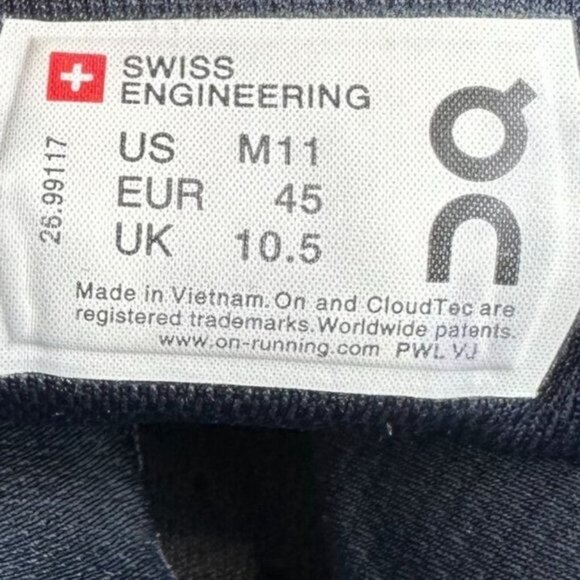 SWISS
ENGINEERING
US M11
EUR 45
UK 10.5
26.99117
Made in Vietnam. On and CloudTec are
registered trademarks. Worldwide patents.
www.on-running.com PWL VJ